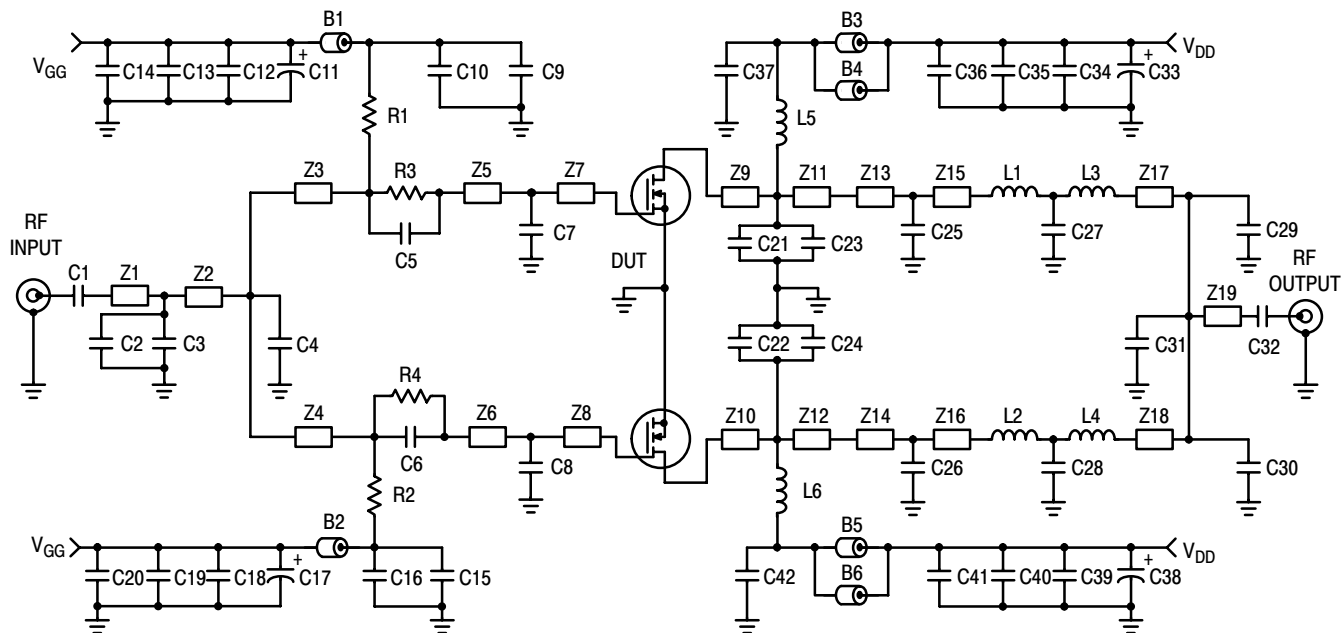 B1
B3
V_GG
C14
C13
C12
+
C11
C10
C9
C37
B4
C36
C35
C34
+
C33
V_DD
R1
L5
Z3
R3
Z5
Z7
Z9
Z11
Z13
Z15
L1
L3
Z17
C5
C7
C21
C23
C25
C27
C29
RF
INPUT
C1
Z1
Z2
DUT
RF
OUTPUT
Z19
C2
C3
C4
C22
C24
C31
C32
R4
Z4
C6
Z6
Z8
Z10
Z12
Z14
Z16
L2
L4
Z18
C8
C26
C28
C30
R2
L6
B2
B5
V_GG
C20
C19
C18
+
C17
C16
C15
C42
B6
C41
C40
C39
+
C38
V_DD